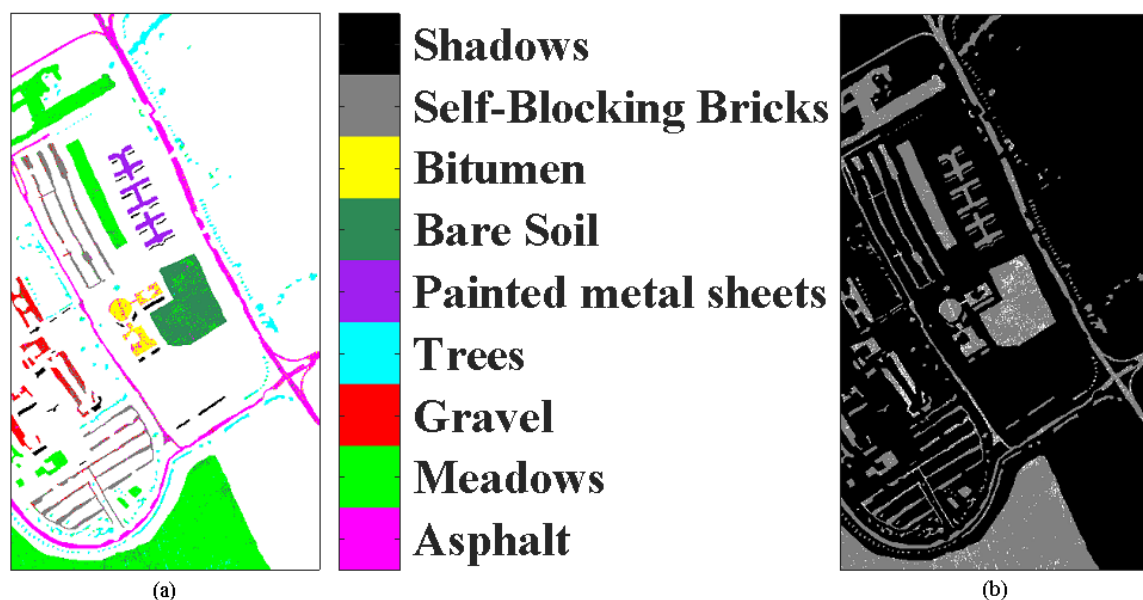 Shadows
Self-Blocking Bricks
Bitumen
Bare Soil
Painted metal sheets
Trees
Gravel
Meadows
Asphalt
(a)
(b)